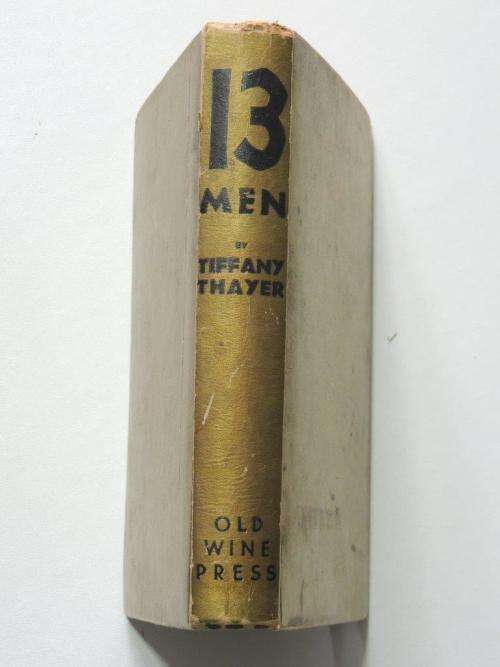 13
MEN
BY
TIFFANY
THAYER
OLD
WINE
PRESS